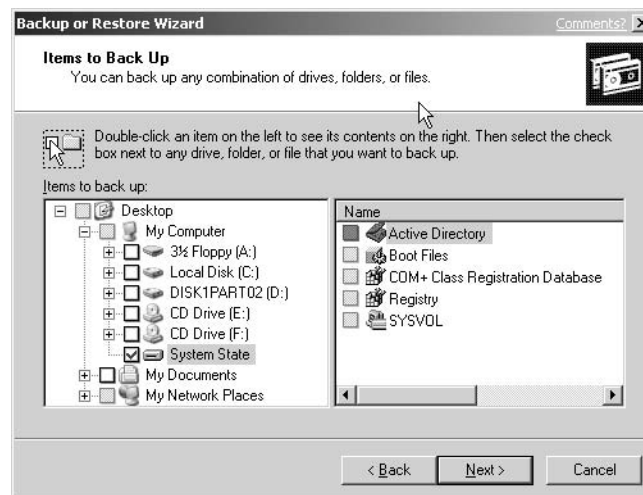 Backup or Restore Wizard
Comments?
Items to Back Up
You can back up any combination of drives, folders, or files.
Double-click an item on the left to see its contents on the right. Then select the check
box next to any drive, folder, or file that you want to back up.
Items to back up:
Desktop
My Computer
3½ Floppy (A:)
Local Disk (C:)
DISK1PART02 (D:)
CD Drive (E:)
CD Drive (F:)
System State
My Documents
My Network Places
Name
Active Directory
Boot Files
COM+ Class Registration Database
Registry
SYSVOL
< Back
Next >
Cancel